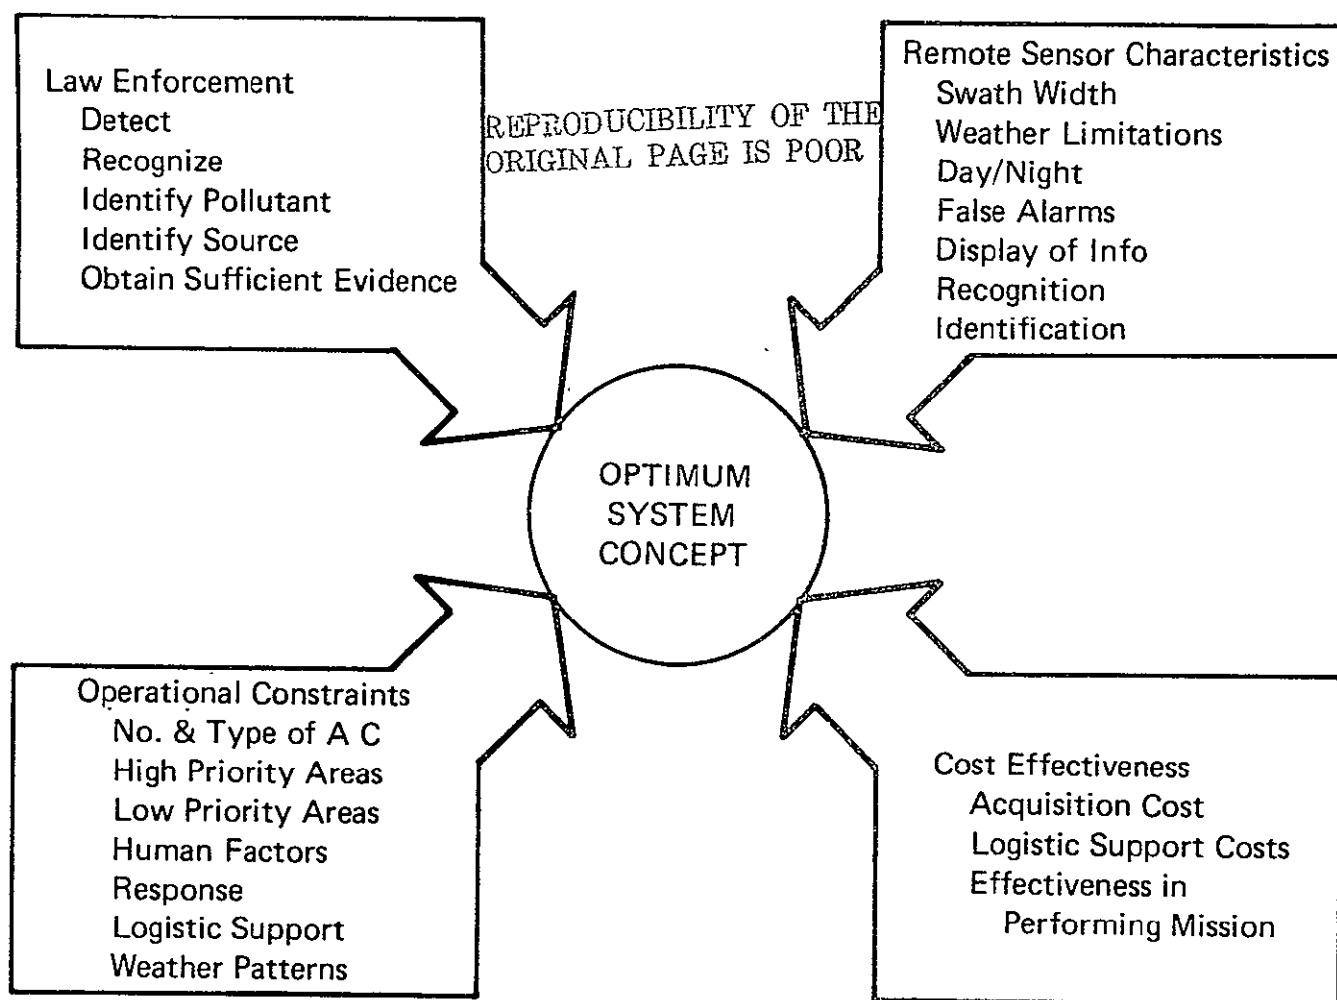 Law Enforcement
Detect
Recognize
Identify Pollutant
Identify Source
Obtain Sufficient Evidence
REPRODUCIBILITY OF THE
ORIGINAL PAGE IS POOR
Remote Sensor Characteristics
Swath Width
Weather Limitations
Day/Night
False Alarms
Display of Info
Recognition
Identification
OPTIMUM
SYSTEM
CONCEPT
Operational Constraints
No. & Type of A C
High Priority Areas
Low Priority Areas
Human Factors
Response
Logistic Support
Weather Patterns
Cost Effectiveness
Acquisition Cost
Logistic Support Costs
Effectiveness in
Performing Mission